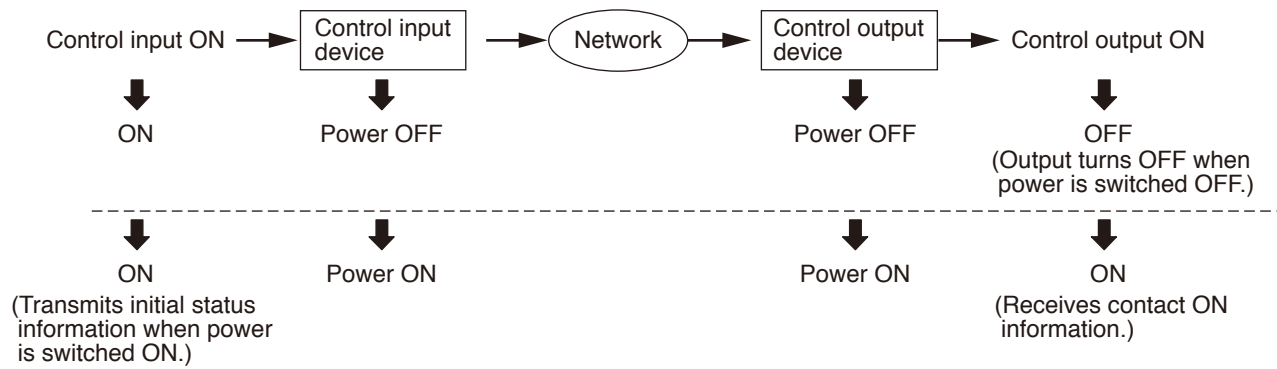 Control input ON
Control input
device
Network
Control output
device
Control output ON
ON
Power OFF
Power OFF
OFF
(Output turns OFF when
power is switched OFF.)
ON
(Transmits initial status
information when power
is switched ON.)
Power ON
Power ON
ON
(Receives contact ON
information.)